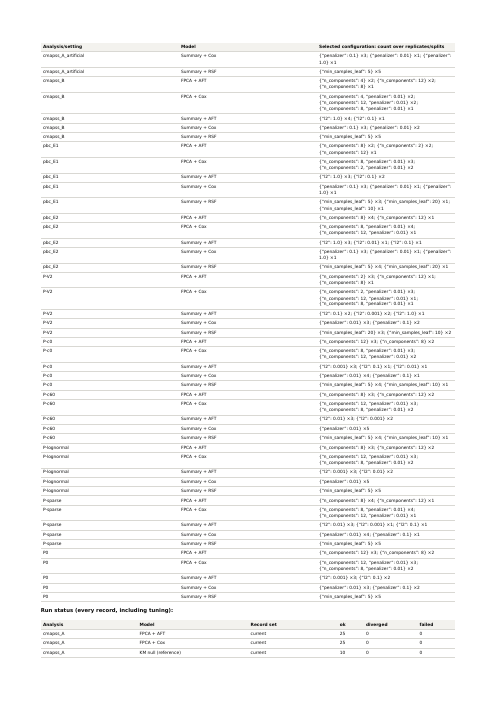 Analysis/setting Model Selected configuration: count over replicates/splits
cmapss_A_artificial Summary + Cox {"penalizer": 0.1} ×3; {"penalizer": 0.01} ×1; {"penalizer":
1.0} ×1
cmapss_A_artificial Summary + RSF {"min_samples_leaf": 5} ×5
cmapss_B FPCA + AFT {"n_components": 4} ×2; {"n_components": 12} ×2;
{"n_components": 8} ×1
cmapss_B FPCA + Cox {"n_components": 4, "penalizer": 0.01} ×2;
{"n_components": 12, "penalizer": 0.01} ×2;
{"n_components": 8, "penalizer": 0.01} ×1
cmapss_B Summary + AFT {"l2": 1.0} ×4; {"l2": 0.1} ×1
cmapss_B Summary + Cox {"penalizer": 0.1} ×3; {"penalizer": 0.01} ×2
cmapss_B Summary + RSF {"min_samples_leaf": 5} ×5
pbc_E1 FPCA + AFT {"n_components": 8} ×2; {"n_components": 2} ×2;
{"n_components": 12} ×1
pbc_E1 FPCA + Cox {"n_components": 8, "penalizer": 0.01} ×3;
{"n_components": 2, "penalizer": 0.01} ×2
pbc_E1 Summary + AFT {"l2": 1.0} ×3; {"l2": 0.1} ×2
pbc_E1 Summary + Cox {"penalizer": 0.1} ×3; {"penalizer": 0.01} ×1; {"penalizer":
1.0} ×1
pbc_E1 Summary + RSF {"min_samples_leaf": 5} ×3; {"min_samples_leaf": 20} ×1;
{"min_samples_leaf": 10} ×1
pbc_E2 FPCA + AFT {"n_components": 8} ×4; {"n_components": 12} ×1
pbc_E2 FPCA + Cox {"n_components": 8, "penalizer": 0.01} ×4;
{"n_components": 12, "penalizer": 0.01} ×1
pbc_E2 Summary + AFT {"l2": 1.0} ×3; {"l2": 0.01} ×1; {"l2": 0.1} ×1
pbc_E2 Summary + Cox {"penalizer": 0.1} ×3; {"penalizer": 0.01} ×1; {"penalizer":
1.0} ×1
pbc_E2 Summary + RSF {"min_samples_leaf": 5} ×4; {"min_samples_leaf": 20} ×1
P-V2 FPCA + AFT {"n_components": 2} ×3; {"n_components": 12} ×1;
{"n_components": 8} ×1
P-V2 FPCA + Cox {"n_components": 2, "penalizer": 0.01} ×3;
{"n_components": 12, "penalizer": 0.01} ×1;
{"n_components": 8, "penalizer": 0.01} ×1
P-V2 Summary + AFT {"l2": 0.1} ×2; {"l2": 0.001} ×2; {"l2": 1.0} ×1
P-V2 Summary + Cox {"penalizer": 0.01} ×3; {"penalizer": 0.1} ×2
P-V2 Summary + RSF {"min_samples_leaf": 20} ×3; {"min_samples_leaf": 10} ×2
P-c0 FPCA + AFT {"n_components": 12} ×3; {"n_components": 8} ×2
P-c0 FPCA + Cox {"n_components": 8, "penalizer": 0.01} ×3;
{"n_components": 12, "penalizer": 0.01} ×2
P-c0 Summary + AFT {"l2": 0.001} ×3; {"l2": 0.1} ×1; {"l2": 0.01} ×1
P-c0 Summary + Cox {"penalizer": 0.01} ×4; {"penalizer": 0.1} ×1
P-c0 Summary + RSF {"min_samples_leaf": 5} ×4; {"min_samples_leaf": 10} ×1
P-c60 FPCA + AFT {"n_components": 8} ×3; {"n_components": 12} ×2
P-c60 FPCA + Cox {"n_components": 12, "penalizer": 0.01} ×3;
{"n_components": 8, "penalizer": 0.01} ×2
P-c60 Summary + AFT {"l2": 0.01} ×3; {"l2": 0.001} ×2
P-c60 Summary + Cox {"penalizer": 0.01} ×5
P-c60 Summary + RSF {"min_samples_leaf": 5} ×4; {"min_samples_leaf": 10} ×1
P-lognormal FPCA + AFT {"n_components": 8} ×3; {"n_components": 12} ×2
P-lognormal FPCA + Cox {"n_components": 12, "penalizer": 0.01} ×3;
{"n_components": 8, "penalizer": 0.01} ×2
P-lognormal Summary + AFT {"l2": 0.001} ×3; {"l2": 0.01} ×2
P-lognormal Summary + Cox {"penalizer": 0.01} ×5
P-lognormal Summary + RSF {"min_samples_leaf": 5} ×5
P-sparse FPCA + AFT {"n_components": 8} ×4; {"n_components": 12} ×1
P-sparse FPCA + Cox {"n_components": 8, "penalizer": 0.01} ×4;
{"n_components": 12, "penalizer": 0.01} ×1
P-sparse Summary + AFT {"l2": 0.01} ×3; {"l2": 0.001} ×1; {"l2": 0.1} ×1
P-sparse Summary + Cox {"penalizer": 0.01} ×4; {"penalizer": 0.1} ×1
P-sparse Summary + RSF {"min_samples_leaf": 5} ×5
P0 FPCA + AFT {"n_components": 12} ×3; {"n_components": 8} ×2
P0 FPCA + Cox {"n_components": 12, "penalizer": 0.01} ×3;
{"n_components": 8, "penalizer": 0.01} ×2
P0 Summary + AFT {"l2": 0.001} ×3; {"l2": 0.1} ×2
P0 Summary + Cox {"penalizer": 0.01} ×3; {"penalizer": 0.1} ×2
P0 Summary + RSF {"min_samples_leaf": 5} ×5
Run status (every record, including tuning):
Analysis Model Record set ok diverged failed
cmapss_A FPCA + AFT current 25 0 0
cmapss_A FPCA + Cox current 25 0 0
cmapss_A KM null (reference) current 10 0 0